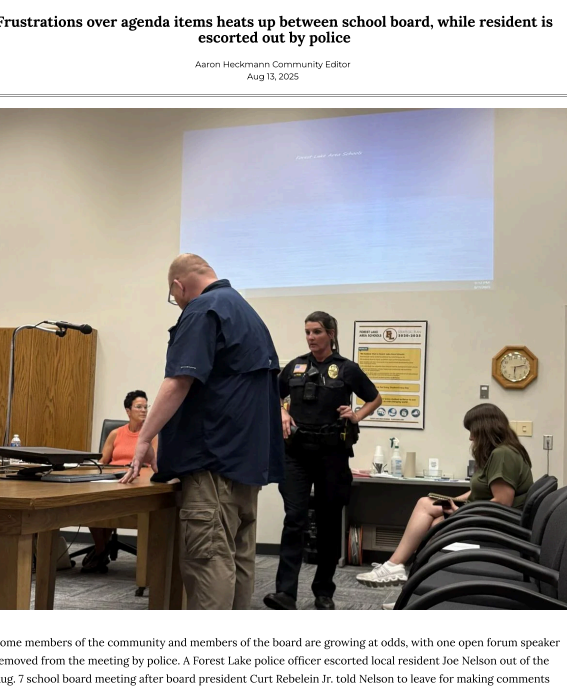 Frustrations over agenda items heats up between school board, while resident is
escorted out by police
Aaron Heckmann Community Editor
Aug 13, 2025
FOREST LAKE
AREA SCHOOLS
ome members of the community and members of the board are growing at odds, with one open forum speaker
emoved from the meeting by police. A Forest Lake police officer escorted local resident Joe Nelson out of the
ug. 7 school board meeting after board president Curt Rebelein Jr. told Nelson to leave for making comments